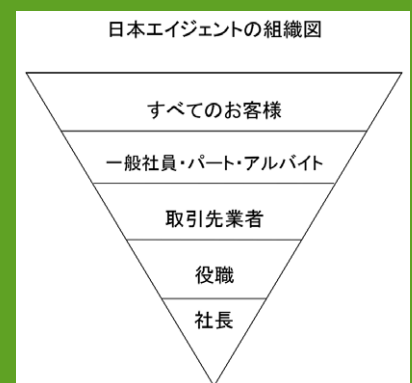 日本エイジェントの組織図
すべてのお客様
一般社員・パート・アルバイト
取引先業者
役職
社長